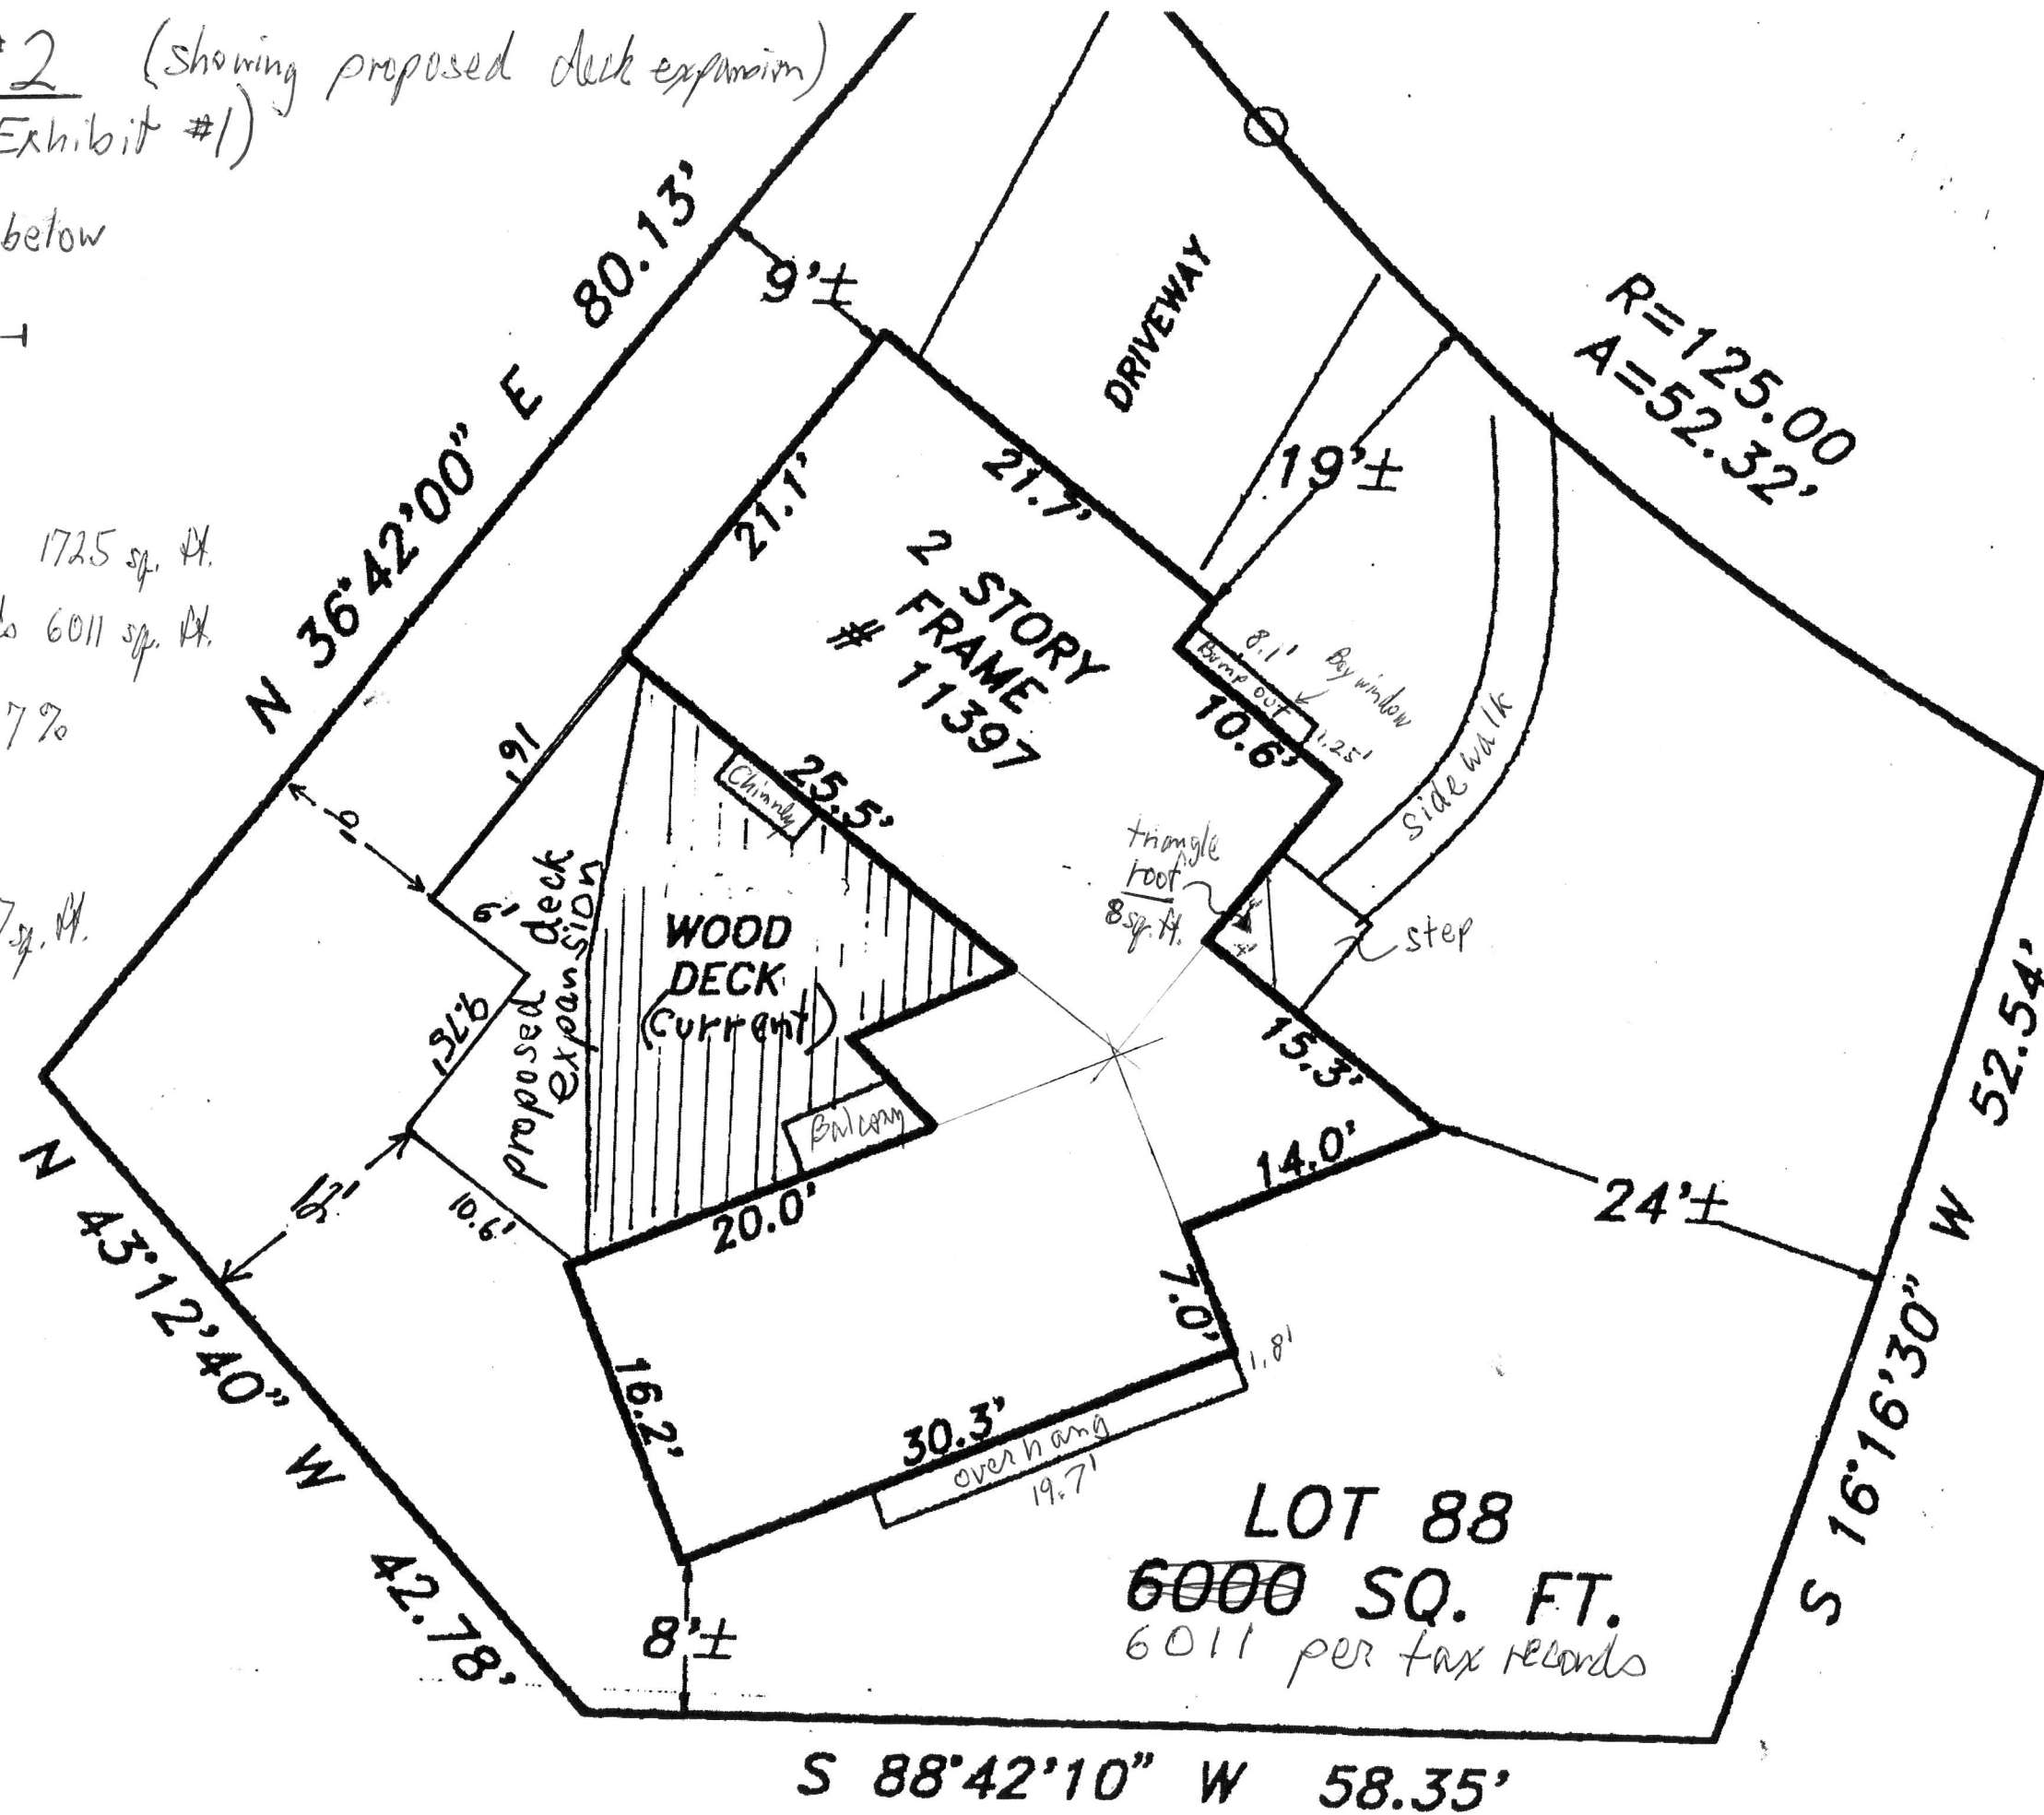 #2 (showing proposed deck expansion)
Exhibit #1)
below
1725 sq. ft.
6011 sq. ft.
7%
sq. ft.
N 36°42'00" E 80.13'
9'±
DRIVEWAY
R=125.00
A=52.32'
19'±
21.7'
21.1'
2 STORY
FRAME
# 11397
8.1' Bay window
Bump out
1.25'
10.6'
Sidewalk
16'
25.5'
Chimney
9'
6'
proposed deck
expansion
WOOD
DECK
(current)
triangle
roof
8 sq. ft.
step
15.3'
Balcony
14.0'
24'±
S 16°16'30" W 52.54'
12'
10.6'
20.0'
7.0'
1.8'
16.2'
30.3'
overhang
19.7'
N 43°12'40" W 42.78'
8'±
LOT 88
6000 SQ. FT.
6011 per tax records
S 88°42'10" W 58.35'